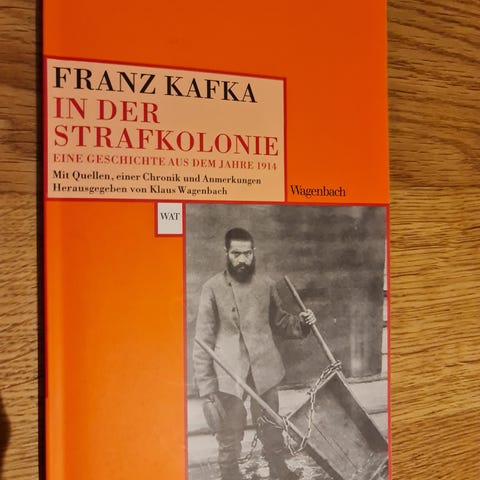 FRANZ KAFKA
IN DER
STRAFKOLONIE
EINE GESCHICHTE AUS DEM JAHRE 1914
Mit Quellen, einer Chronik und Anmerkungen
Herausgegeben von Klaus Wagenbach
Wagenbach
WAT